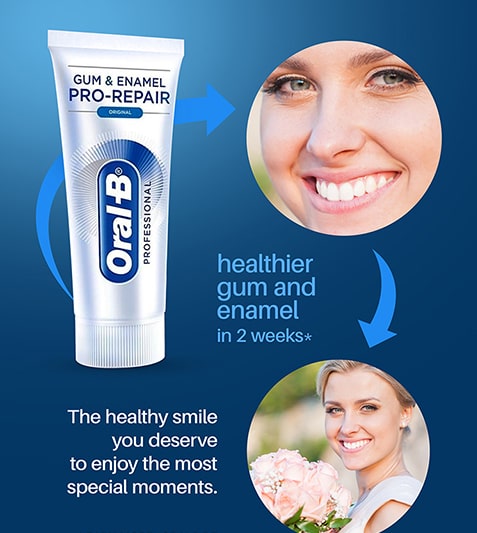 GUM & ENAMEL
PRO-REPAIR
ORIGINAL
Oral-B®
PROFESSIONAL
healthier
gum and
enamel
in 2 weeks*
The healthy smile
you deserve
to enjoy the most
special moments.